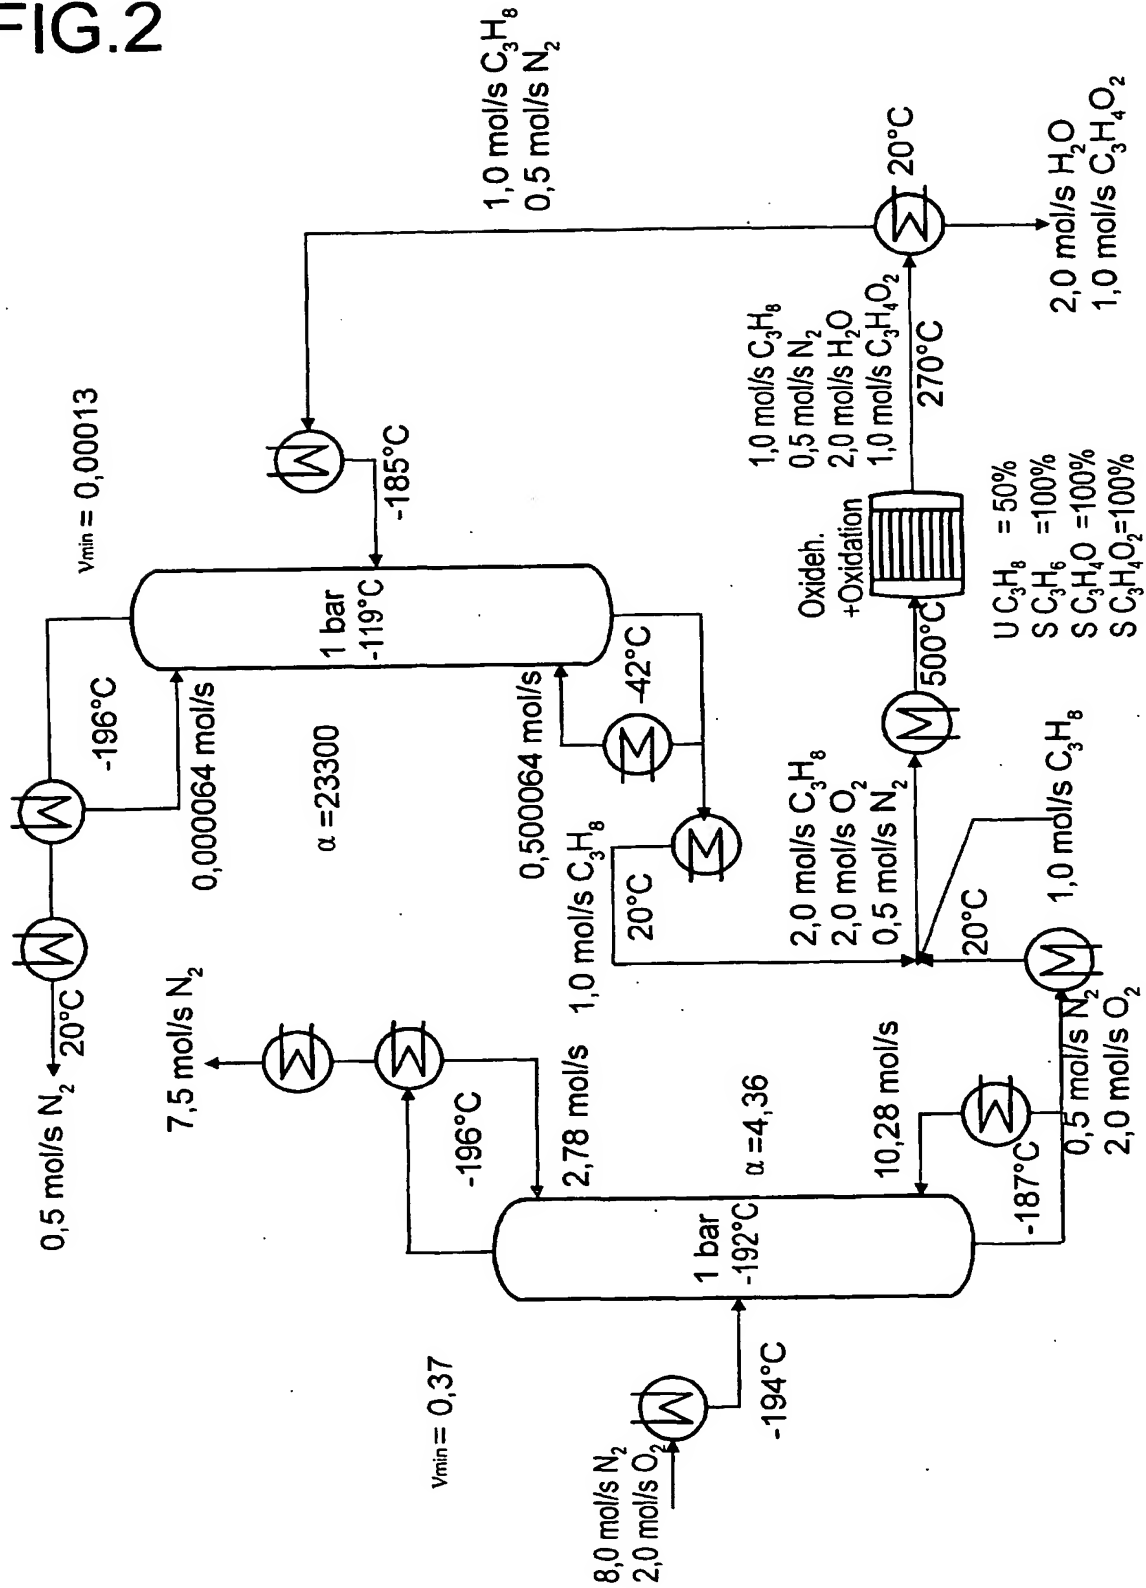 FIG.2
8,0 mol/s N2
2,0 mol/s O2
-194°C
νmin = 0,37
1 bar
-192°C
α =4,36
-196°C
2,78 mol/s
7,5 mol/s N2
10,28 mol/s
-187°C
0,5 mol/s N2
2,0 mol/s O2
20°C
1,0 mol/s C3H8
1,0 mol/s C3H8
20°C
2,0 mol/s C3H8
2,0 mol/s O2
0,5 mol/s N2
500°C
Oxideh.
+Oxidation
U C3H8 = 50%
S C3H6 =100%
S C3H4O =100%
S C3H4O2=100%
1,0 mol/s C3H8
0,5 mol/s N2
2,0 mol/s H2O
1,0 mol/s C3H4O2
270°C
20°C
2,0 mol/s H2O
1,0 mol/s C3H4O2
1,0 mol/s C3H8
0,5 mol/s N2
-185°C
νmin = 0,00013
1 bar
-119°C
α =23300
-196°C
0,000064 mol/s
0,500064 mol/s
-42°C
0,5 mol/s N2
20°C